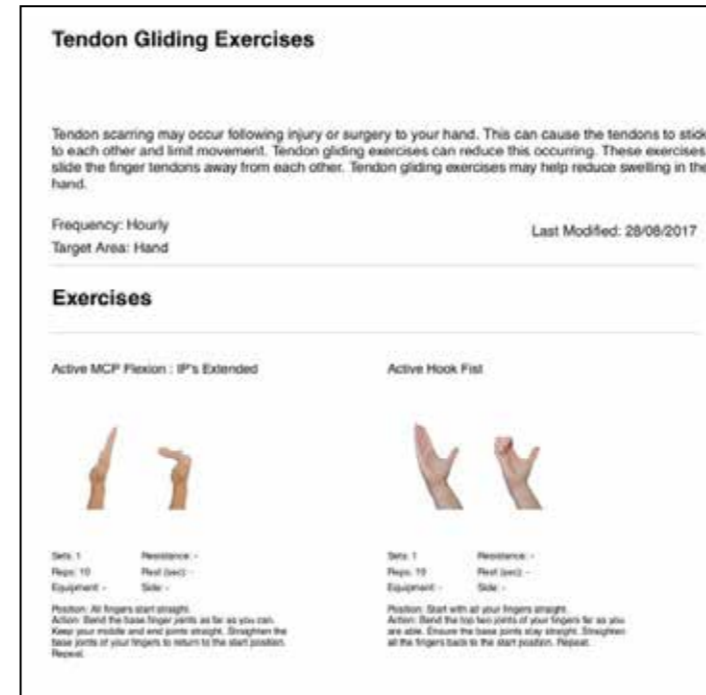 Tendon Gliding Exercises
Tendon scarring may occur following injury or surgery to your hand. This can cause the tendons to stick
to each other and limit movement. Tendon gliding exercises can reduce this occurring. These exercises
slide the finger tendons away from each other. Tendon gliding exercises may help reduce swelling in the
hand.
Frequency: Hourly
Last Modified: 28/08/2017
Target Area: Hand
Exercises
Active MCP Flexion : IP's Extended
Sets: 1 Resistance: -
Reps: 10 Rest (sec): -
Equipment: - Side: -
Position: All fingers start straight.
Action: Bend the base finger joints as far as you can.
Keep your middle and end joints straight. Straighten the
base joints of your fingers to return to the start position.
Repeat.
Active Hook Fist
Sets: 1 Resistance: -
Reps: 10 Rest (sec): -
Equipment: - Side: -
Position: Start with all your fingers straight.
Action: Bend the top two joints of your fingers far as you
are able. Ensure the base joints stay straight. Straighten
all the fingers back to the start position. Repeat.